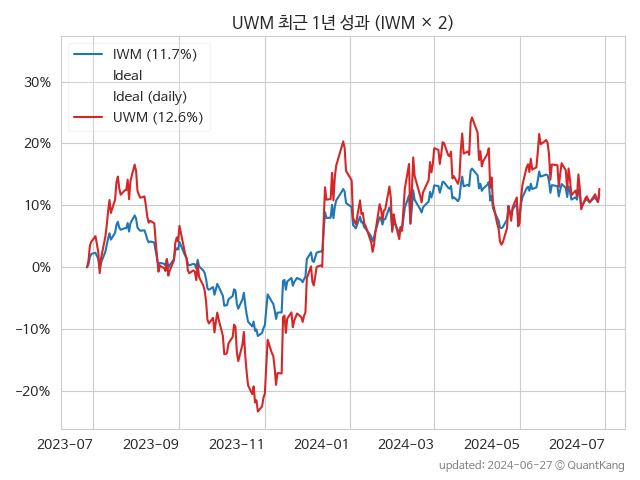 UWM 최근 1년 성과 (IWM × 2)
IWM (11.7%)
Ideal
Ideal (daily)
UWM (12.6%)
30%
20%
10%
0%
−10%
−20%
2023-07
2023-09
2023-11
2024-01
2024-03
2024-05
2024-07
updated: 2024-06-27 © QuantKang